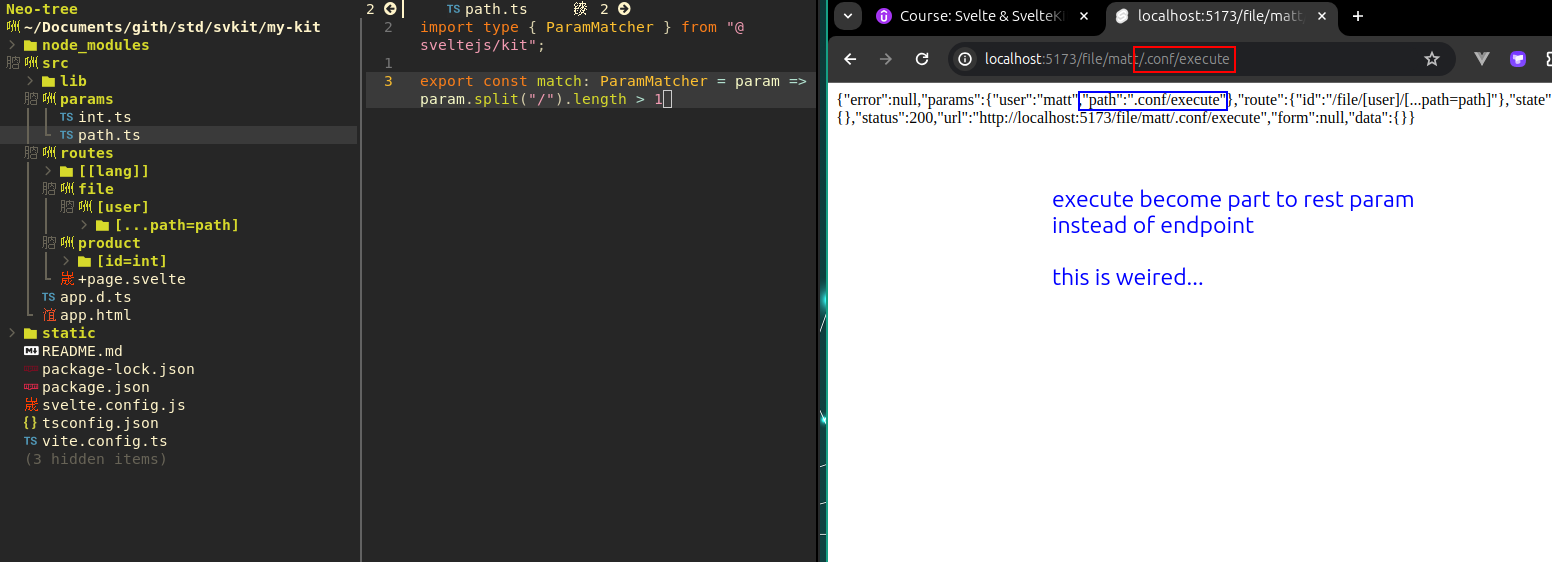 Neo-tree
~/Documents/gith/std/svkit/my-kit
node_modules
src
lib
params
TS int.ts
TS path.ts
routes
[[lang]]
file
[user]
[...path=path]
product
[id=int]
+page.svelte
TS app.d.ts
app.html
static
README.md
package-lock.json
package.json
svelte.config.js
{} tsconfig.json
TS vite.config.ts
(3 hidden items)
2 TS path.ts 2
2 import type { ParamMatcher } from "@
sveltejs/kit";
1
3 export const match: ParamMatcher = param =>
param.split("/").length > 1
Course: Svelte & SvelteKi
localhost:5173/file/matt/
localhost:5173/file/matt/.conf/execute
{"error":null,"params":{"user":"matt","path":".conf/execute"},"route":{"id":"/file/[user]/[...path=path]"},"state"
{},"status":200,"url":"http://localhost:5173/file/matt/.conf/execute","form":null,"data":{}}
execute become part to rest param
instead of endpoint
this is weired...